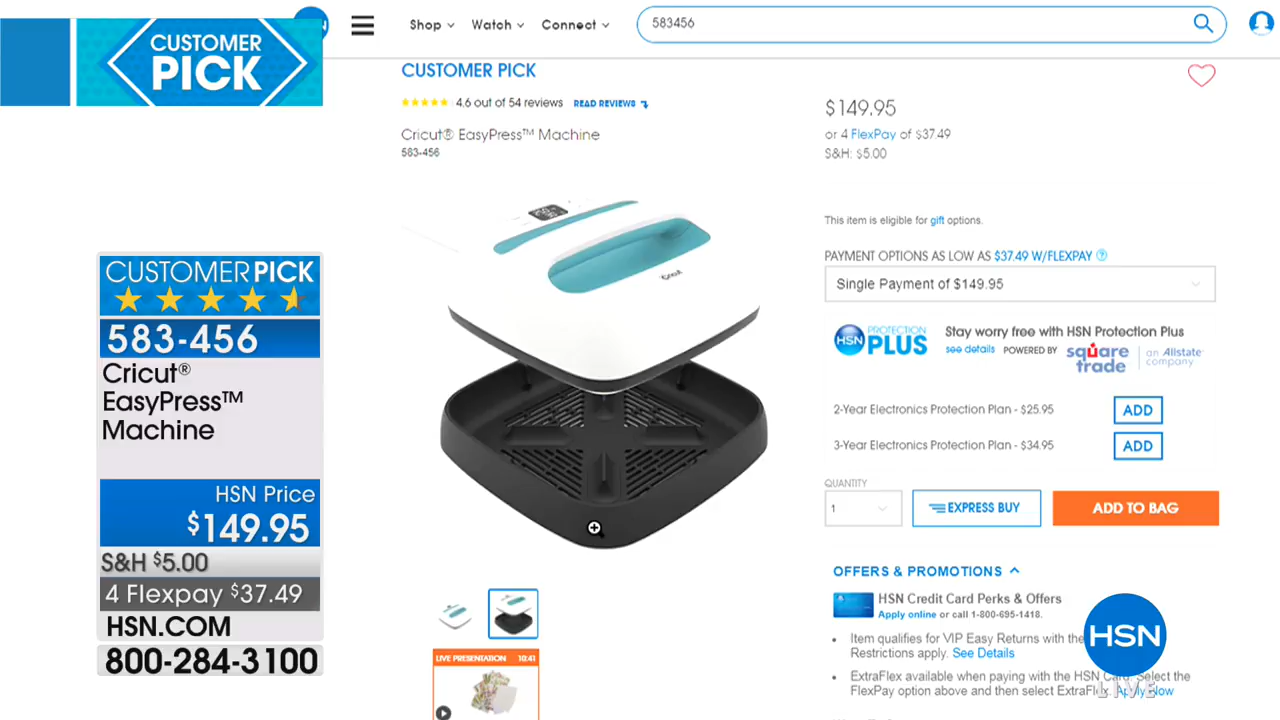 CUSTOMER
PICK
Shop
Watch
Connect
583456
CUSTOMER PICK
4.6 out of 54 reviews READ REVIEWS
Cricut® EasyPress™ Machine
583-456
$149.95
or 4 FlexPay of $37.49
S&H: $5.00
This item is eligible for gift options.
PAYMENT OPTIONS AS LOW AS $37.49 W/FLEXPAY ?
Single Payment of $149.95
HSN PROTECTION PLUS
Stay worry free with HSN Protection Plus
see details POWERED BY square trade an Allstate company
2-Year Electronics Protection Plan - $25.95 ADD
3-Year Electronics Protection Plan - $34.95 ADD
QUANTITY
1
EXPRESS BUY
ADD TO BAG
OFFERS & PROMOTIONS
HSN Credit Card Perks & Offers
Apply online or call 1-800-695-1418.
• Item qualifies for VIP Easy Returns with the
Restrictions apply. See Details
• ExtraFlex available when paying with the HSN Card. Select the
FlexPay option above and then select ExtraFlex. Apply Now
cricut
LIVE PRESENTATION 10:41
CUSTOMER PICK
583-456
Cricut®
EasyPress™
Machine
HSN Price
$149.95
S&H $5.00
4 Flexpay $37.49
HSN.COM
800-284-3100
HSN
LIVE